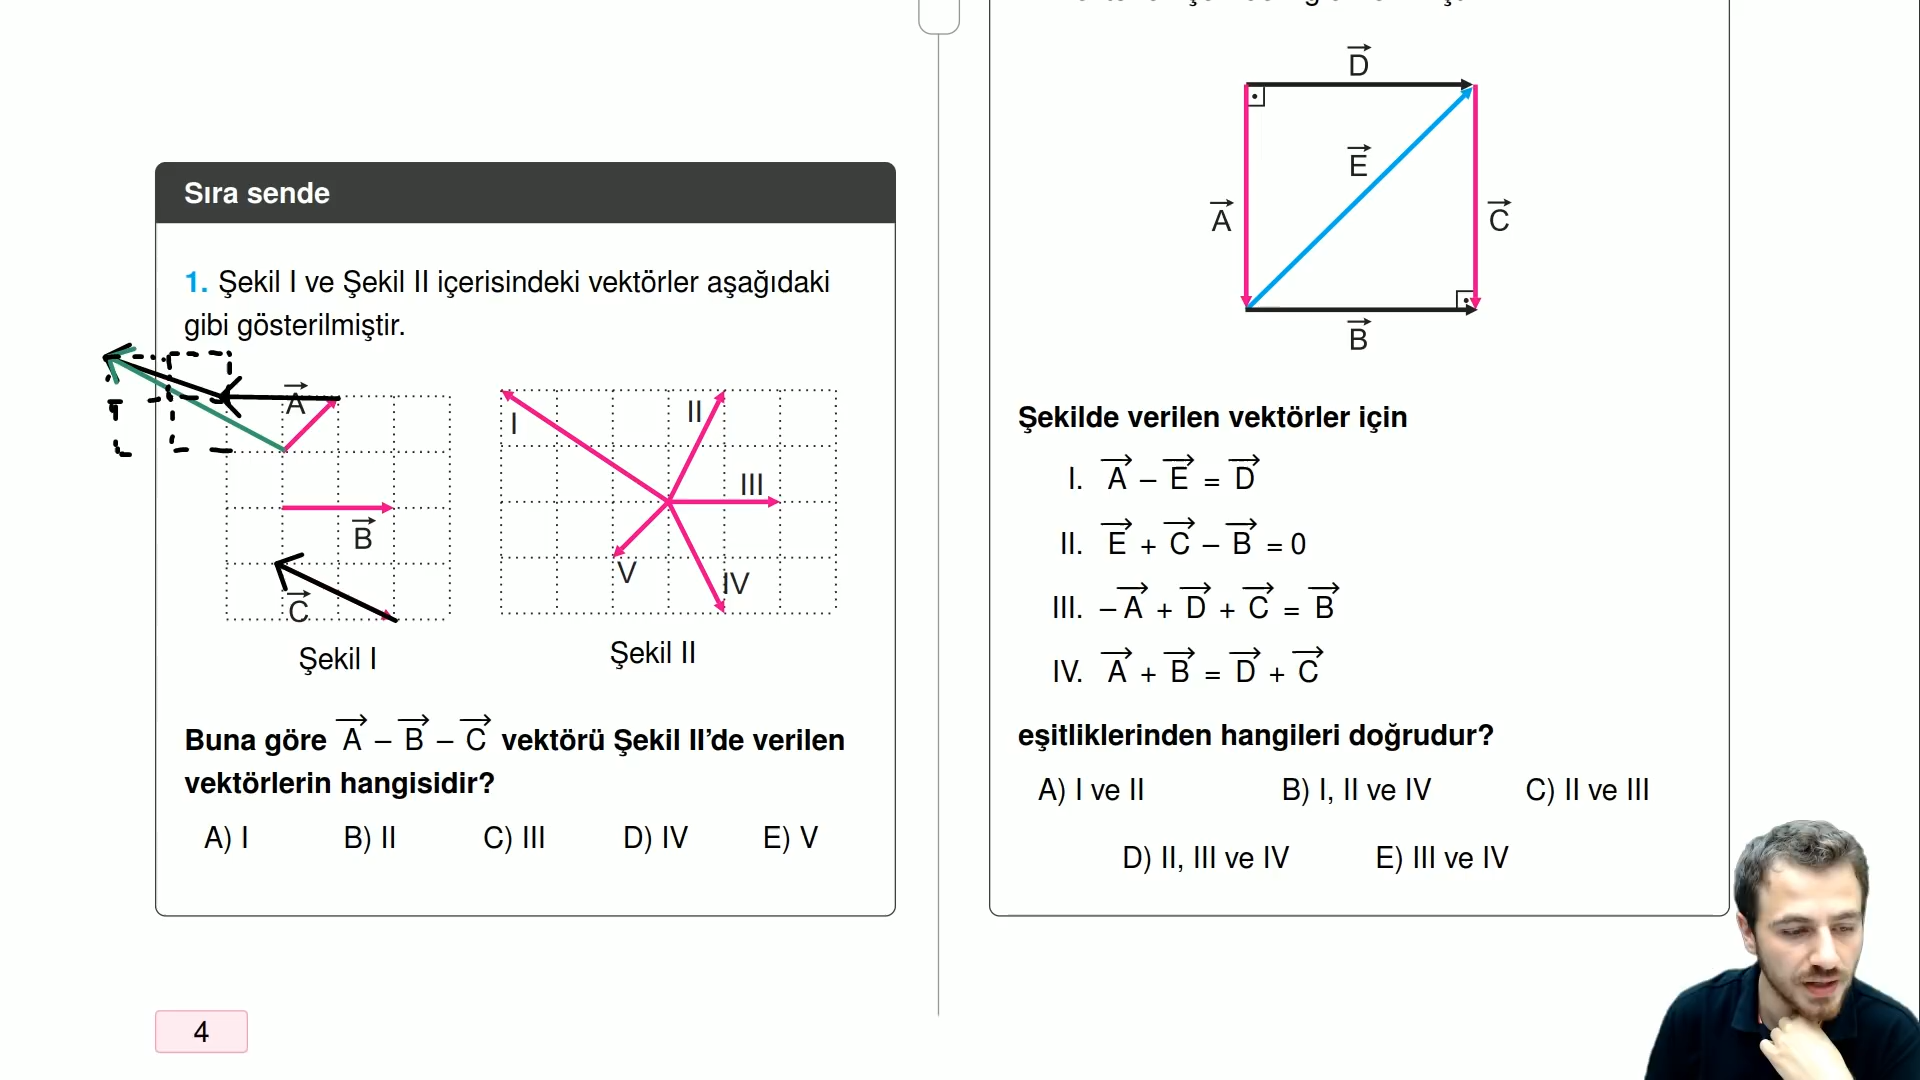 Sıra sende
1. Şekil I ve Şekil II içerisindeki vektörler aşağıdaki
gibi gösterilmiştir.
A
B
C
Şekil I
I
II
III
IV
V
Şekil II
Buna göre A – B – C vektörü Şekil II’de verilen
vektörlerin hangisidir?
A) I B) II C) III D) IV E) V
4
D
E
A
C
B
Şekilde verilen vektörler için
I. A – E = D
II. E + C – B = 0
III. – A + D + C = B
IV. A + B = D + C
eşitliklerinden hangileri doğrudur?
A) I ve II B) I, II ve IV C) II ve III
D) II, III ve IV E) III ve IV